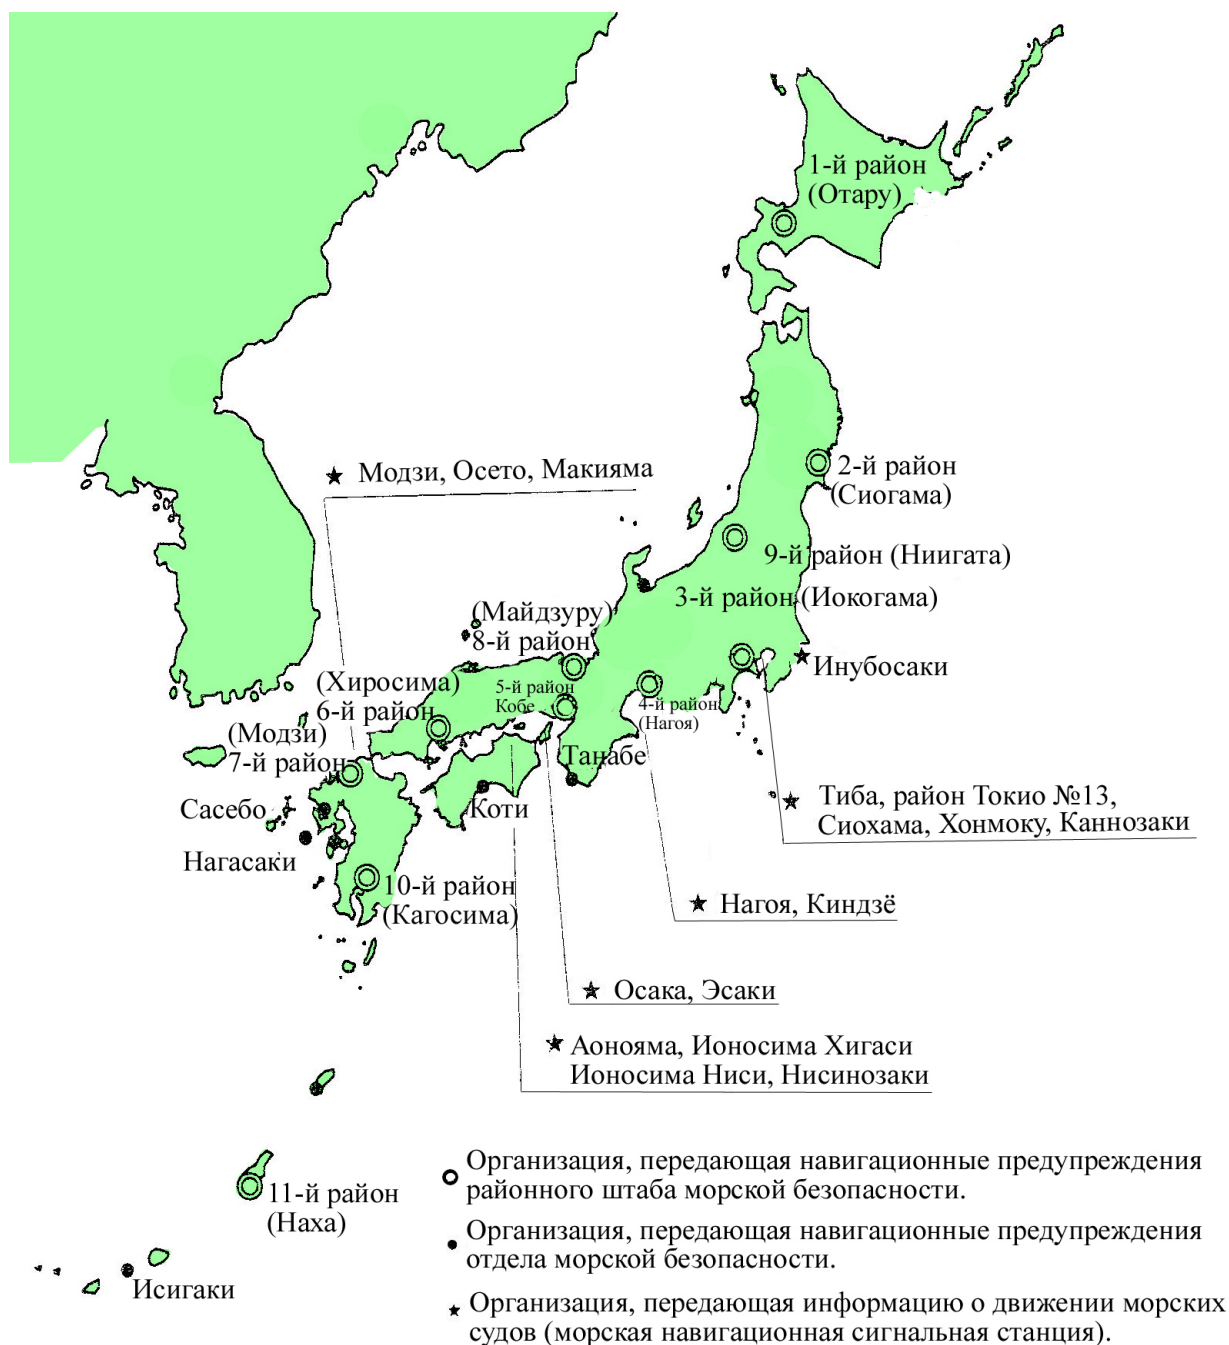 1-й район
(Отару)
Модзи, Осето, Макияма
2-й район
(Сиогама)
9-й район (Ниигата)
3-й район (Иокогама)
(Майдзуру)
8-й район
Инубосаки
(Хиросима)
6-й район
5-й район
Кобе
4-й район
(Нагоя)
(Модзи)
7-й район
Танабе
Сасебо
Коти
Тиба, район Токио №13,
Сиохама, Хонмоку, Каннозаки
Нагасаки
10-й район
(Кагосима)
Нагоя, Киндзё
Осака, Эсаки
Аонояма, Ионосима Хигаси
Ионосима Ниси, Нисинозаки
11-й район
(Наха)
Исигаки
Организация, передающая навигационные предупреждения
районного штаба морской безопасности.
Организация, передающая навигационные предупреждения
отдела морской безопасности.
Организация, передающая информацию о движении морских
судов (морская навигационная сигнальная станция).